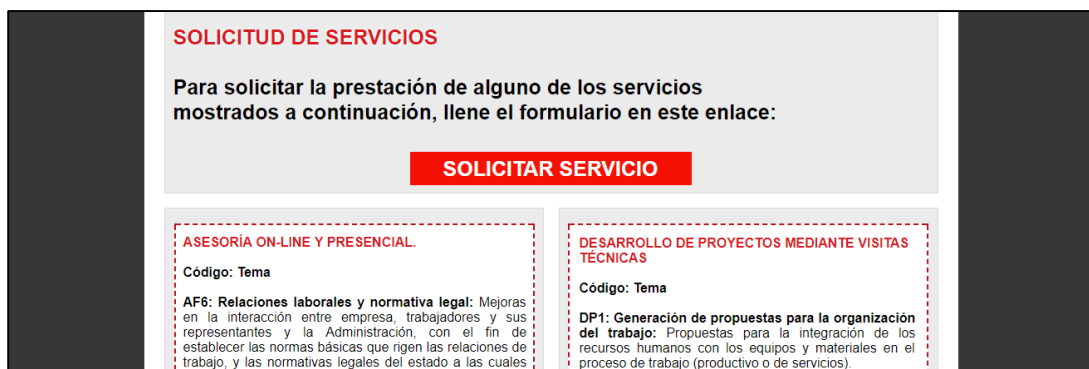 SOLICITUD DE SERVICIOS
Para solicitar la prestación de alguno de los servicios
mostrados a continuación, llene el formulario en este enlace:
SOLICITAR SERVICIO
ASESORÍA ON-LINE Y PRESENCIAL.
Código: Tema
AF6: Relaciones laborales y normativa legal: Mejoras
en la interacción entre empresa, trabajadores y sus
representantes y la Administración, con el fin de
establecer las normas básicas que rigen las relaciones de
trabajo, y las normativas legales del estado a las cuales
DESARROLLO DE PROYECTOS MEDIANTE VISITAS
TÉCNICAS
Código: Tema
DP1: Generación de propuestas para la organización
del trabajo: Propuestas para la integración de los
recursos humanos con los equipos y materiales en el
proceso de trabajo (productivo o de servicios).